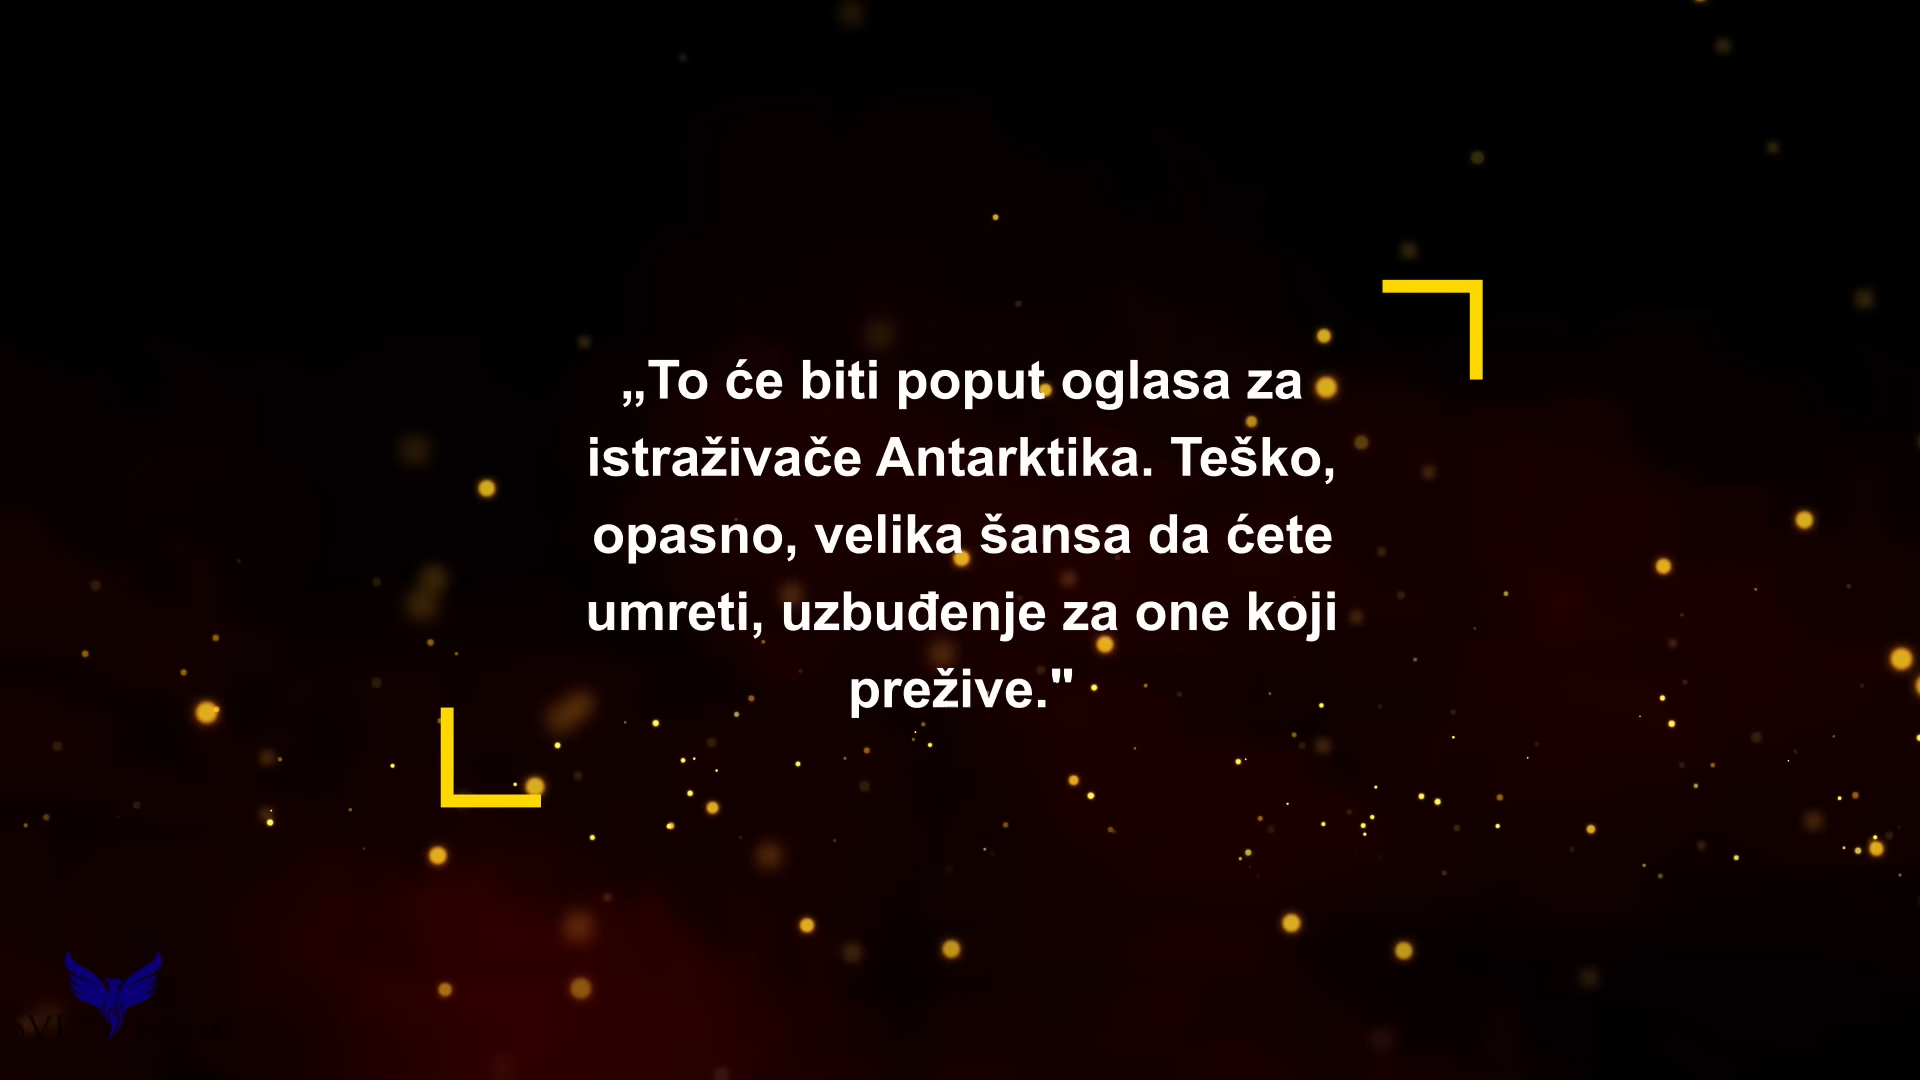 „To će biti poput oglasa za
istraživače Antarktika. Teško,
opasno, velika šansa da ćete
umreti, uzbuđenje za one koji
prežive."